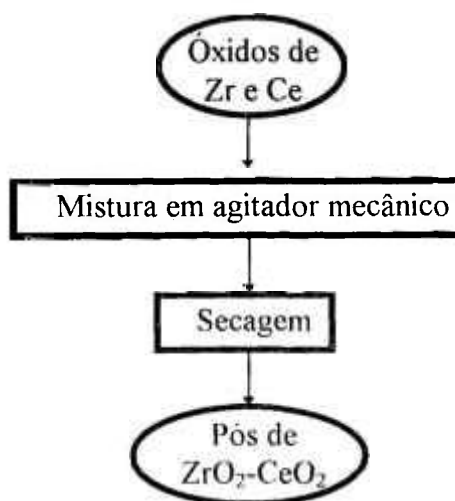 Óxidos de
Zr e Ce
Mistura em agitador mecânico
Secagem
Pós de
ZrO₂-CeO₂